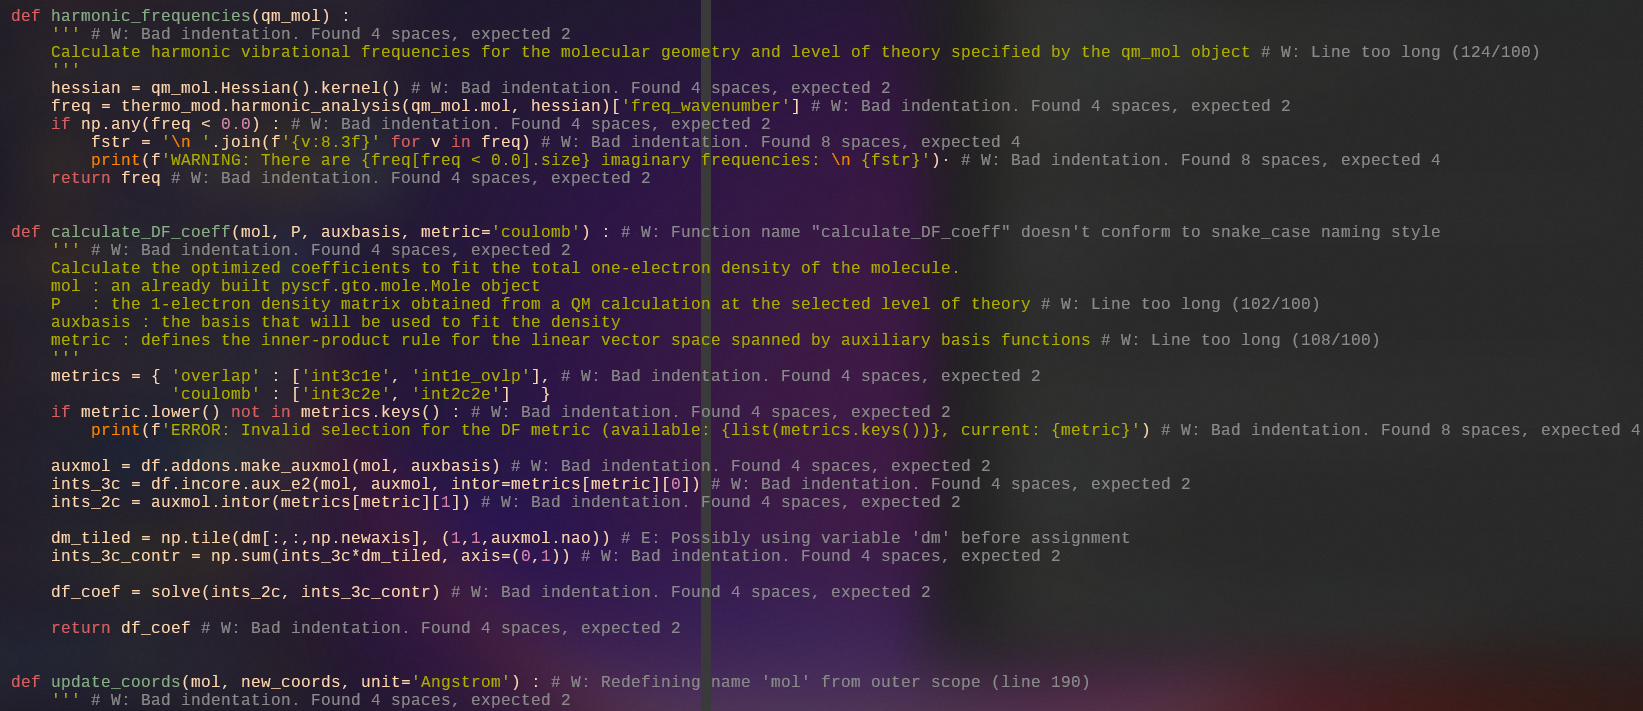 def harmonic_frequencies(qm_mol) :
    ''' # W: Bad indentation. Found 4 spaces, expected 2
    Calculate harmonic vibrational frequencies for the molecular geometry and level of theory specified by the qm_mol object # W: Line too long (124/100)
    '''
    hessian = qm_mol.Hessian().kernel() # W: Bad indentation. Found 4 spaces, expected 2
    freq = thermo_mod.harmonic_analysis(qm_mol.mol, hessian)['freq_wavenumber'] # W: Bad indentation. Found 4 spaces, expected 2
    if np.any(freq < 0.0) : # W: Bad indentation. Found 4 spaces, expected 2
        fstr = '\n '.join(f'{v:8.3f}' for v in freq) # W: Bad indentation. Found 8 spaces, expected 4
        print(f'WARNING: There are {freq[freq < 0.0].size} imaginary frequencies: \n {fstr}')· # W: Bad indentation. Found 8 spaces, expected 4
    return freq # W: Bad indentation. Found 4 spaces, expected 2
def calculate_DF_coeff(mol, P, auxbasis, metric='coulomb') : # W: Function name "calculate_DF_coeff" doesn't conform to snake_case naming style
    ''' # W: Bad indentation. Found 4 spaces, expected 2
    Calculate the optimized coefficients to fit the total one-electron density of the molecule.
    mol : an already built pyscf.gto.mole.Mole object
    P   : the 1-electron density matrix obtained from a QM calculation at the selected level of theory # W: Line too long (102/100)
    auxbasis : the basis that will be used to fit the density
    metric : defines the inner-product rule for the linear vector space spanned by auxiliary basis functions # W: Line too long (108/100)
    '''
    metrics = { 'overlap' : ['int3c1e', 'int1e_ovlp'], # W: Bad indentation. Found 4 spaces, expected 2
                'coulomb' : ['int3c2e', 'int2c2e']   }
    if metric.lower() not in metrics.keys() : # W: Bad indentation. Found 4 spaces, expected 2
        print(f'ERROR: Invalid selection for the DF metric (available: {list(metrics.keys())}, current: {metric}') # W: Bad indentation. Found 8 spaces, expected 4
    auxmol = df.addons.make_auxmol(mol, auxbasis) # W: Bad indentation. Found 4 spaces, expected 2
    ints_3c = df.incore.aux_e2(mol, auxmol, intor=metrics[metric][0]) # W: Bad indentation. Found 4 spaces, expected 2
    ints_2c = auxmol.intor(metrics[metric][1]) # W: Bad indentation. Found 4 spaces, expected 2
    dm_tiled = np.tile(dm[:,:,np.newaxis], (1,1,auxmol.nao)) # E: Possibly using variable 'dm' before assignment
    ints_3c_contr = np.sum(ints_3c*dm_tiled, axis=(0,1)) # W: Bad indentation. Found 4 spaces, expected 2
    df_coef = solve(ints_2c, ints_3c_contr) # W: Bad indentation. Found 4 spaces, expected 2
    return df_coef # W: Bad indentation. Found 4 spaces, expected 2
def update_coords(mol, new_coords, unit='Angstrom') : # W: Redefining name 'mol' from outer scope (line 190)
    ''' # W: Bad indentation. Found 4 spaces, expected 2